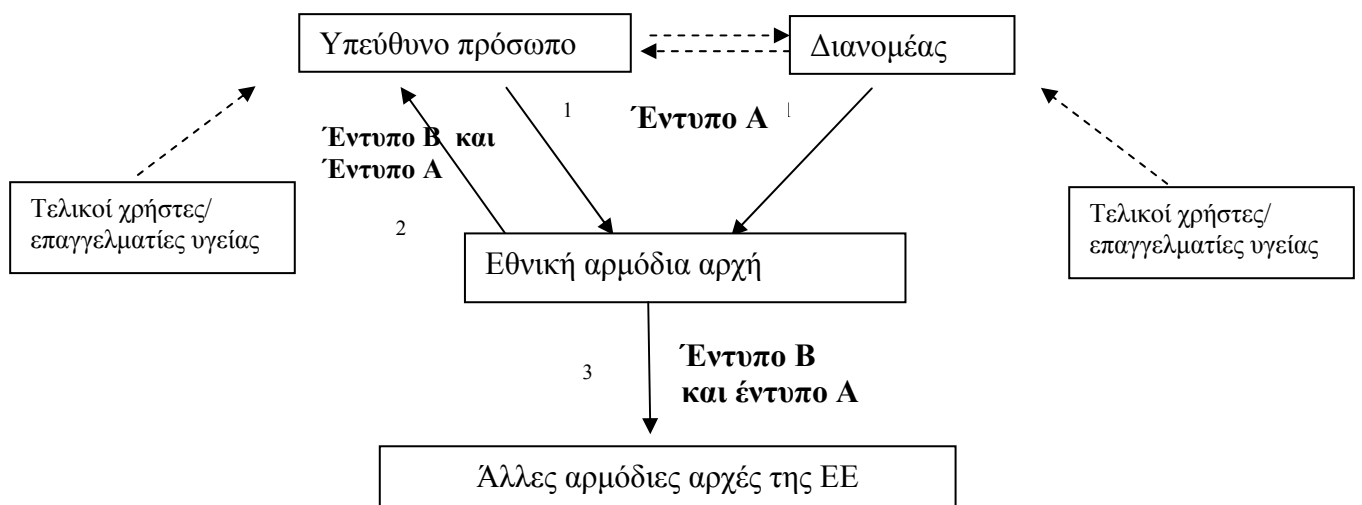 Υπεύθυνο πρόσωπο
Διανομέας
1
Έντυπο Α
Έντυπο Β και
Έντυπο Α
Τελικοί χρήστες/
επαγγελματίες υγείας
2
Τελικοί χρήστες/
επαγγελματίες υγείας
Εθνική αρμόδια αρχή
3
Έντυπο Β
και έντυπο Α
Άλλες αρμόδιες αρχές της ΕΕ